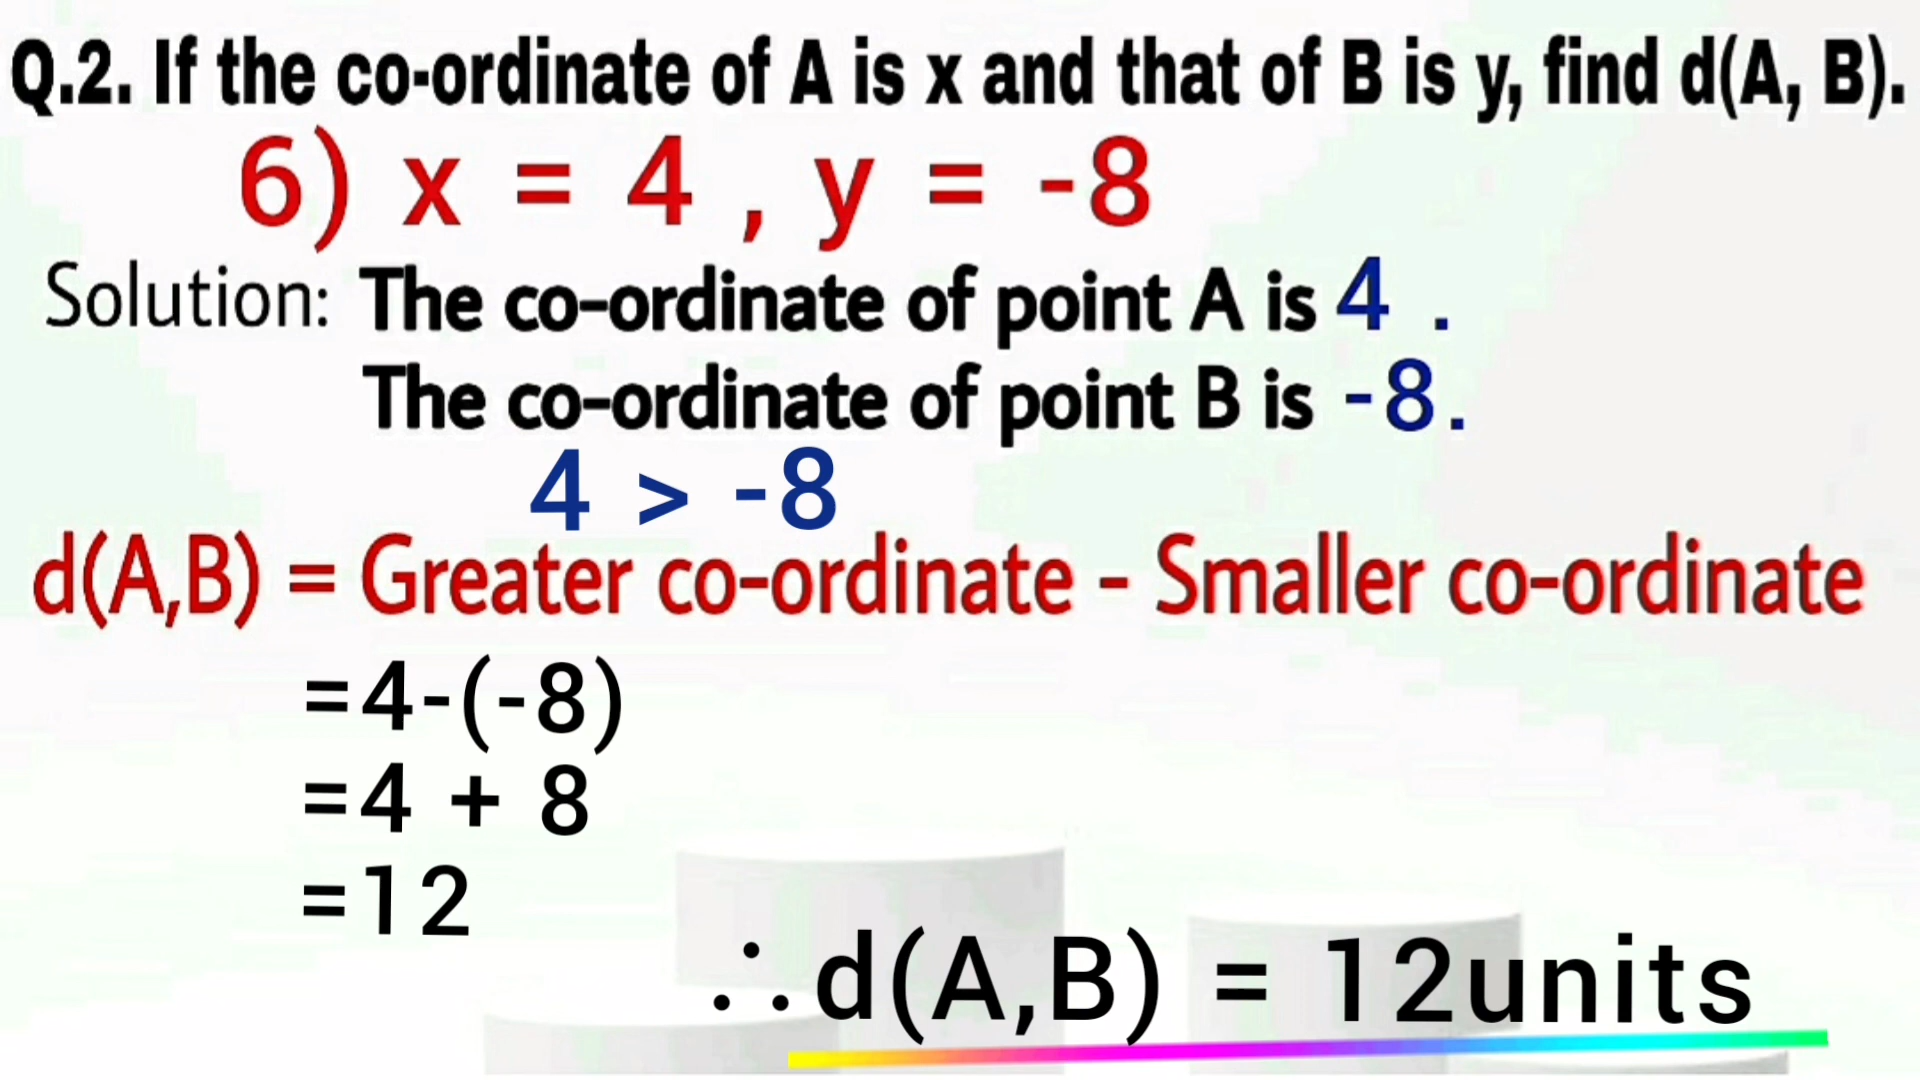 Q.2. If the co-ordinate of A is x and that of B is y, find d(A, B).
6) x = 4 , y = -8
Solution: The co-ordinate of point A is 4 .
The co-ordinate of point B is -8.
4 > -8
d(A,B) = Greater co-ordinate - Smaller co-ordinate
=4-(-8)
=4 + 8
=12
∴ d(A,B) = 12units